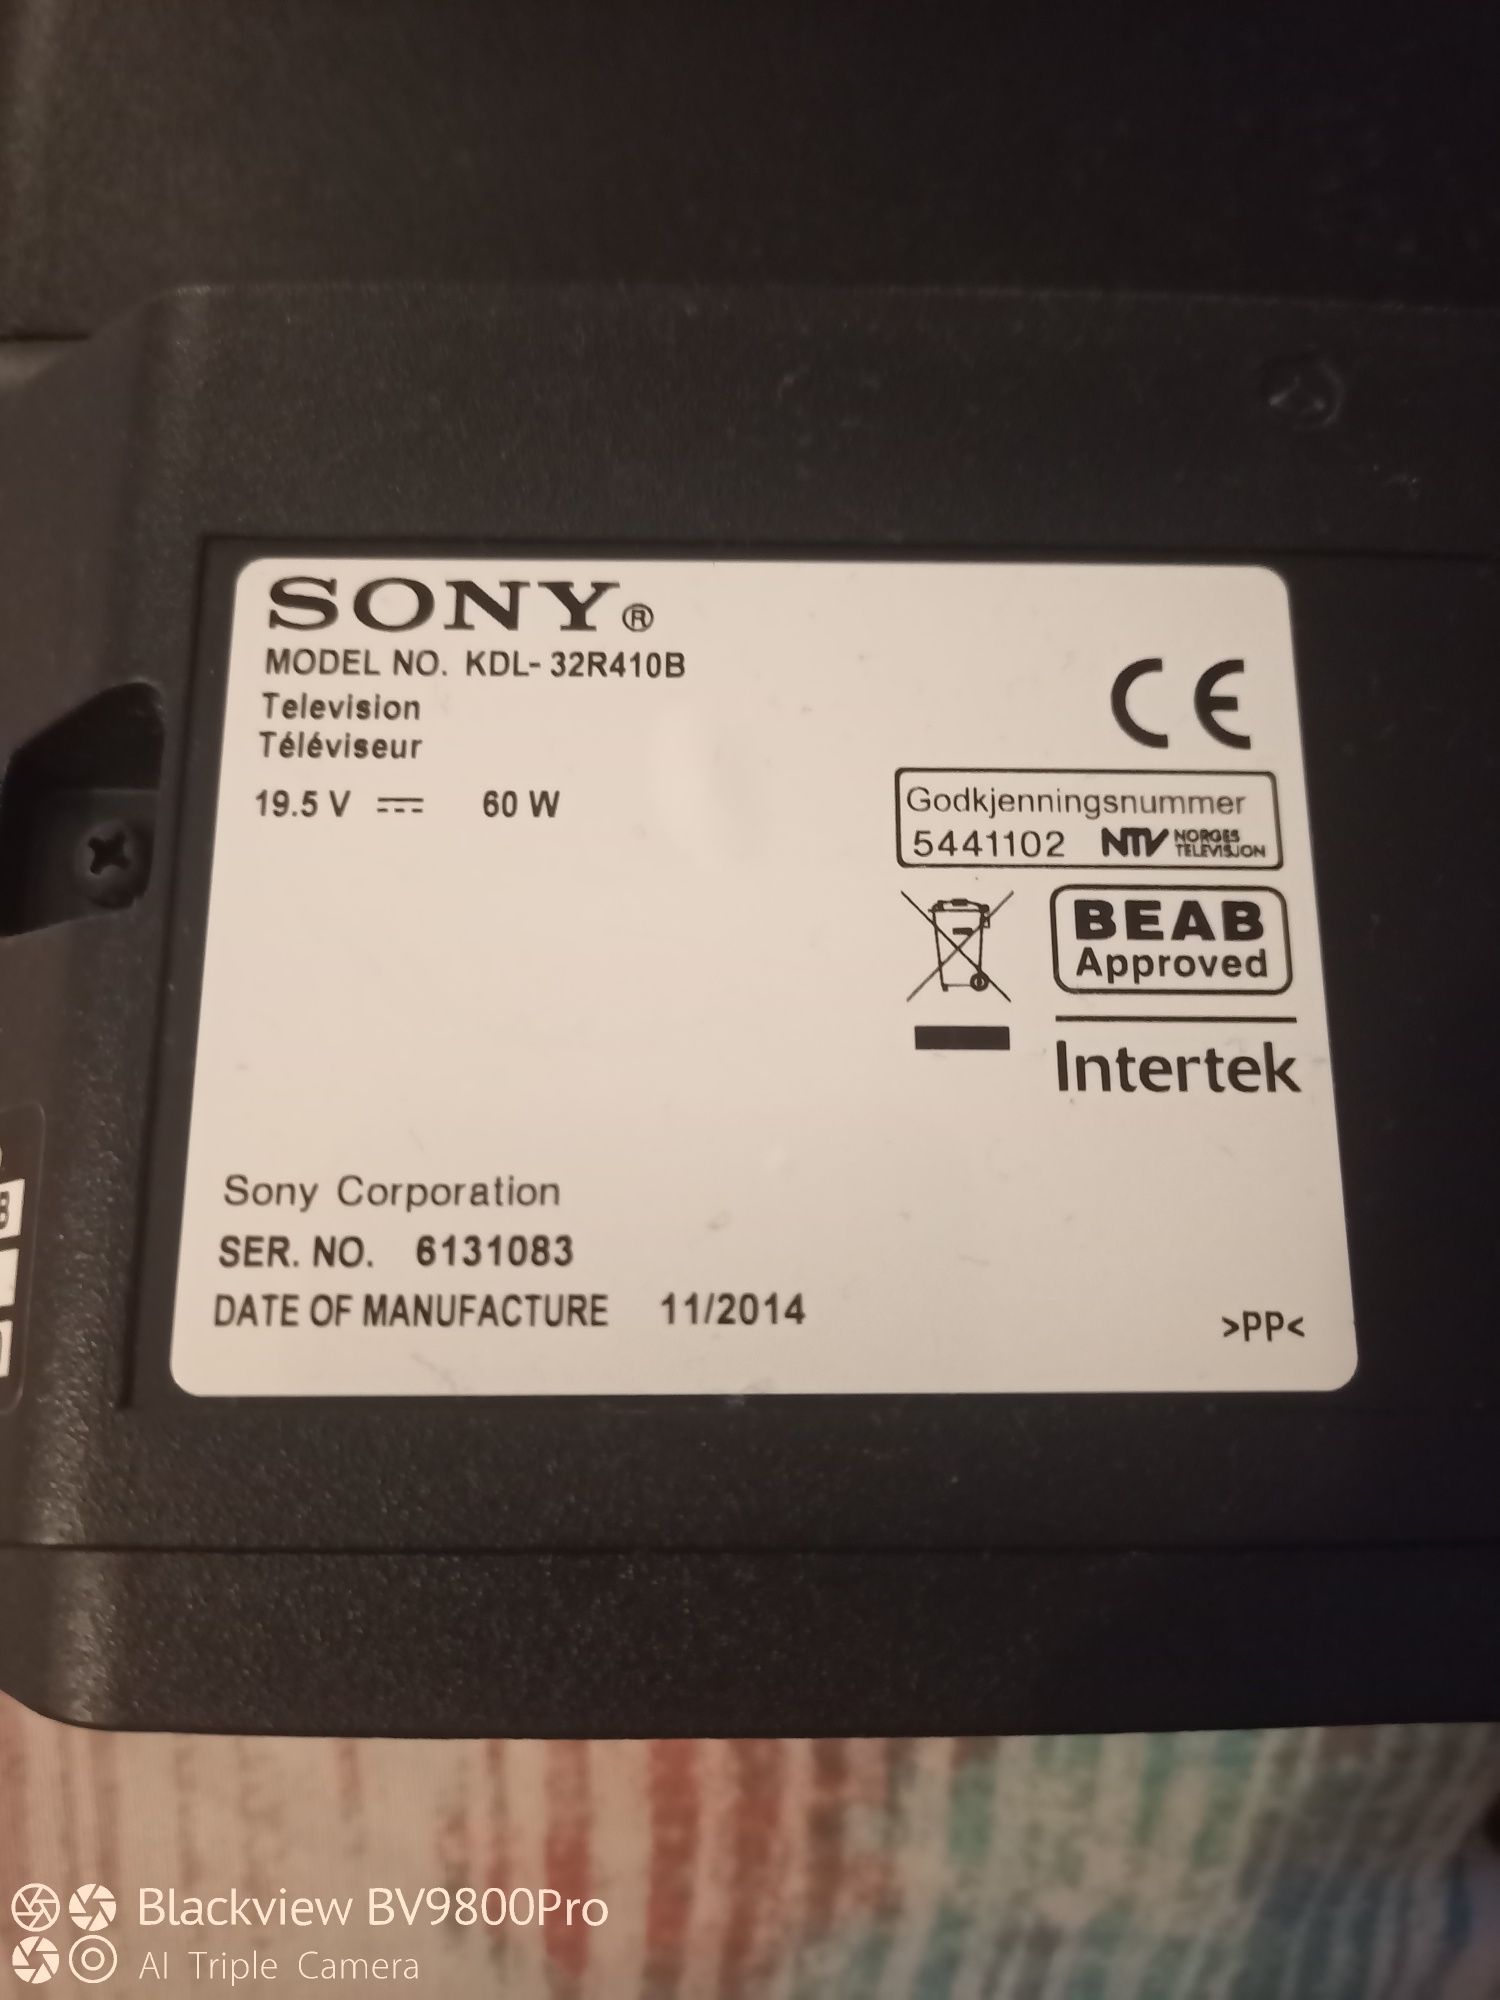 SONY®
MODEL NO. KDL-32R410B
Television
Téléviseur
19.5 V ⎓ 60 W
CE
Godkjenningsnummer
5441102 NTV NORGES TELEVISJON
BEAB
Approved
Intertek
Sony Corporation
SER. NO. 6131083
DATE OF MANUFACTURE 11/2014
>PP<
Blackview BV9800Pro
AI Triple Camera